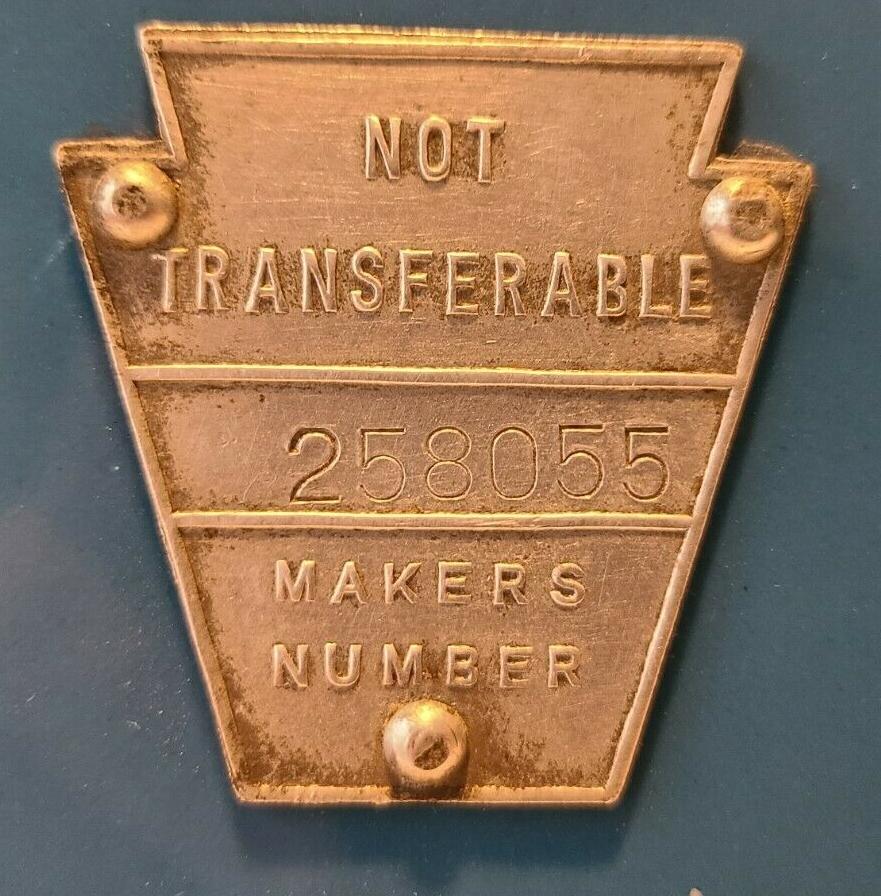 NOT
TRANSFERABLE
258055
MAKERS
NUMBER